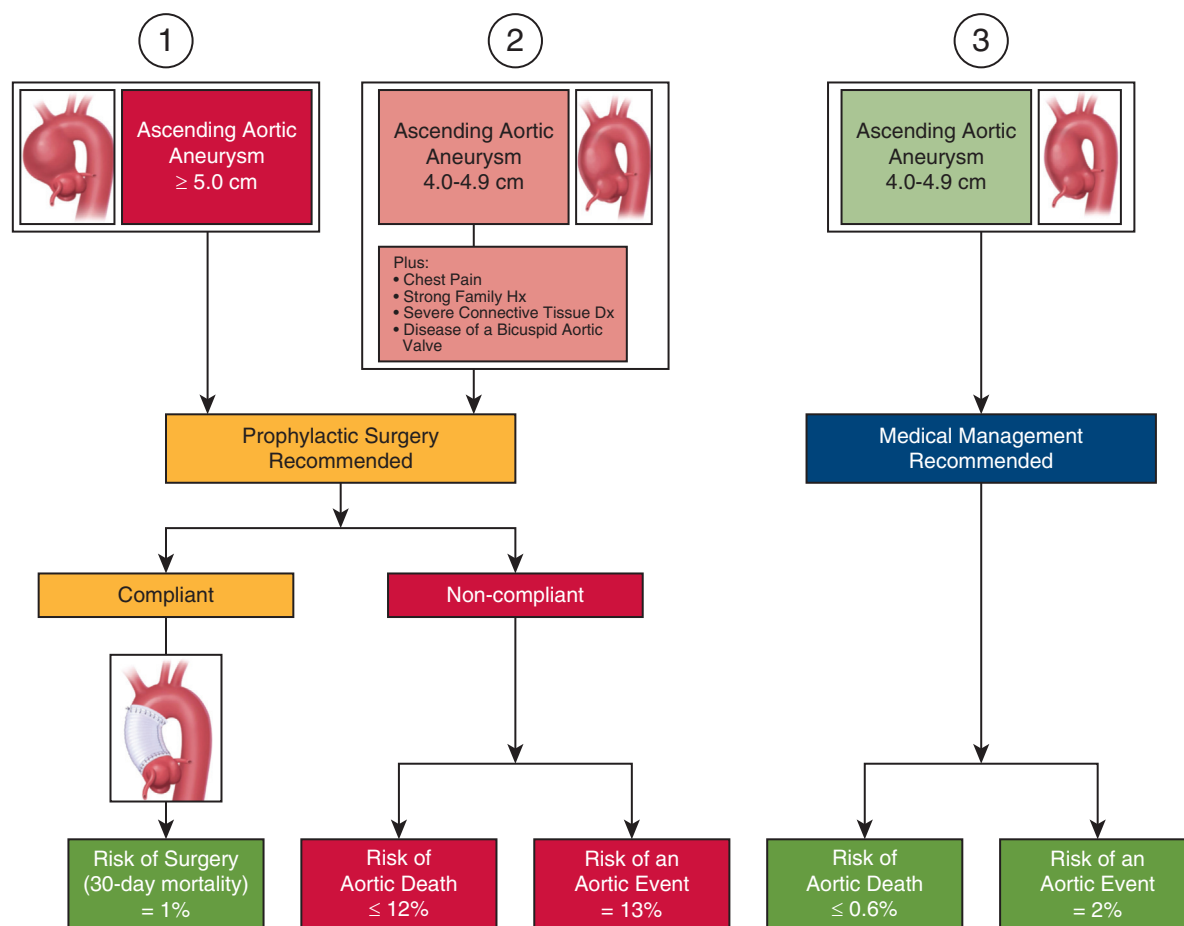 1
2
3
Ascending Aortic
Aneurysm
≥ 5.0 cm
Ascending Aortic
Aneurysm
4.0-4.9 cm
Ascending Aortic
Aneurysm
4.0-4.9 cm
Plus:
• Chest Pain
• Strong Family Hx
• Severe Connective Tissue Dx
• Disease of a Bicuspid Aortic
Valve
Prophylactic Surgery
Recommended
Medical Management
Recommended
Compliant
Non-compliant
Risk of Surgery
(30-day mortality)
= 1%
Risk of
Aortic Death
≤ 12%
Risk of an
Aortic Event
= 13%
Risk of
Aortic Death
≤ 0.6%
Risk of an
Aortic Event
= 2%